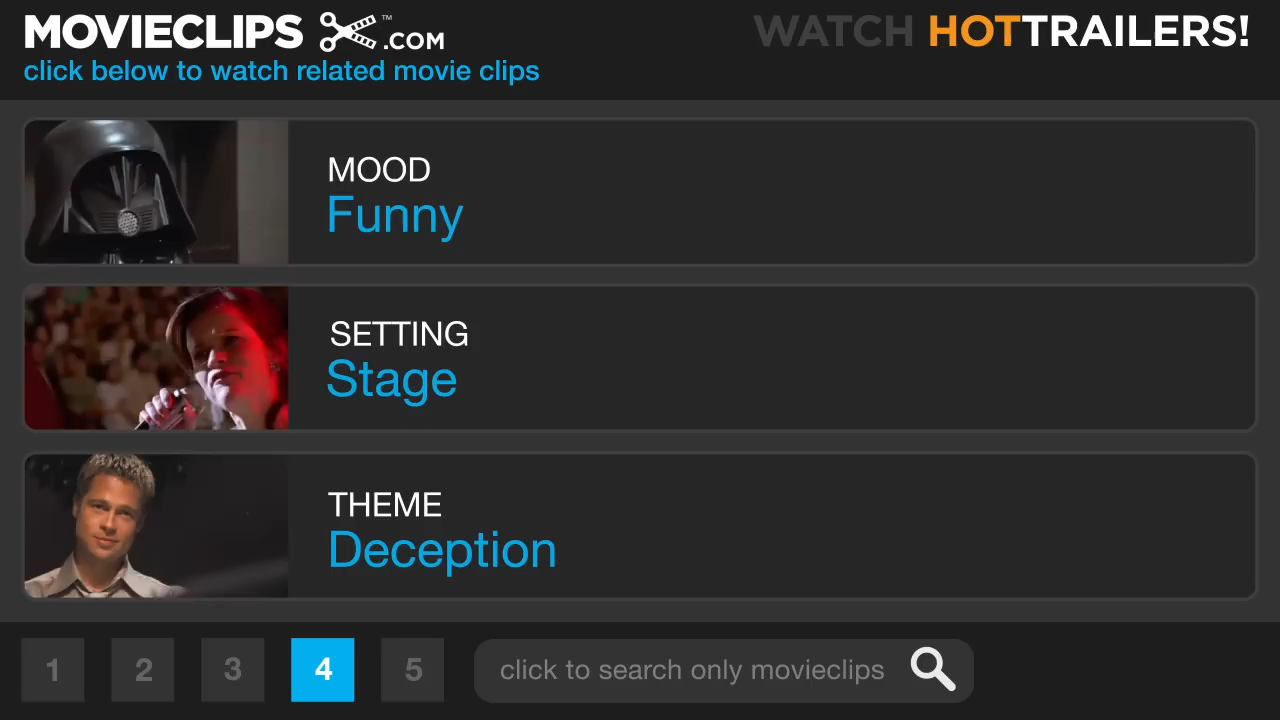 MOVIECLIPS™.COM
WATCH HOTTRAILERS!
click below to watch related movie clips
MOOD
Funny
SETTING
Stage
THEME
Deception
1 2 3 4 5
click to search only movieclips